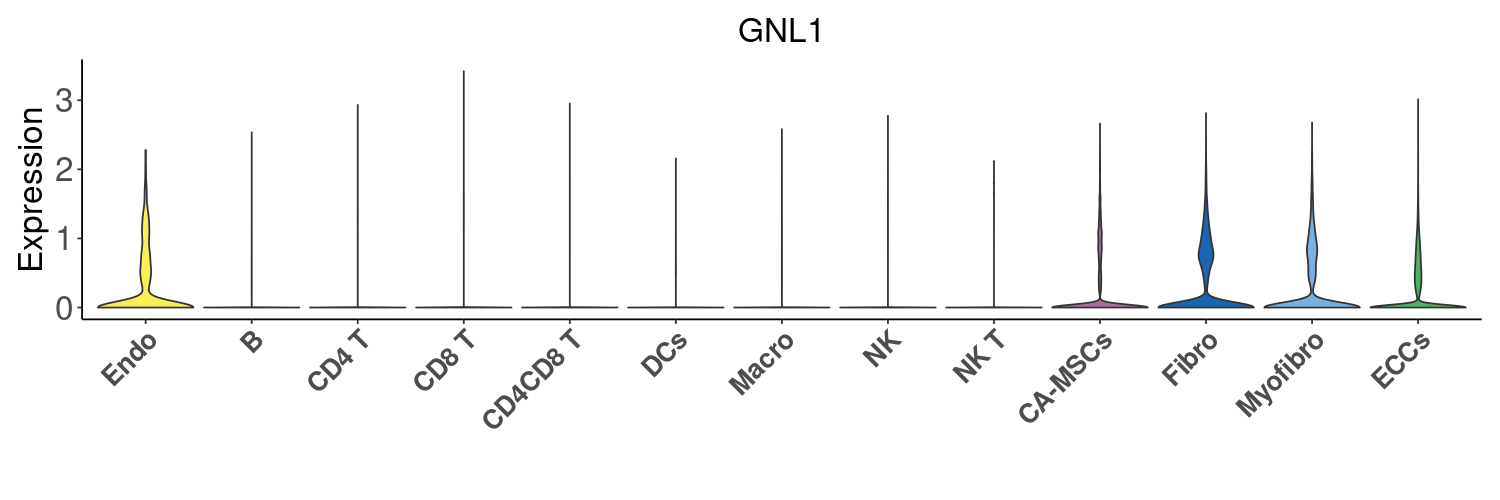 GNL1
Expression
3
2
1
0
Endo
B
CD4 T
CD8 T
CD4CD8 T
DCs
Macro
NK
NK T
CA-MSCs
Fibro
Myofibro
ECCs